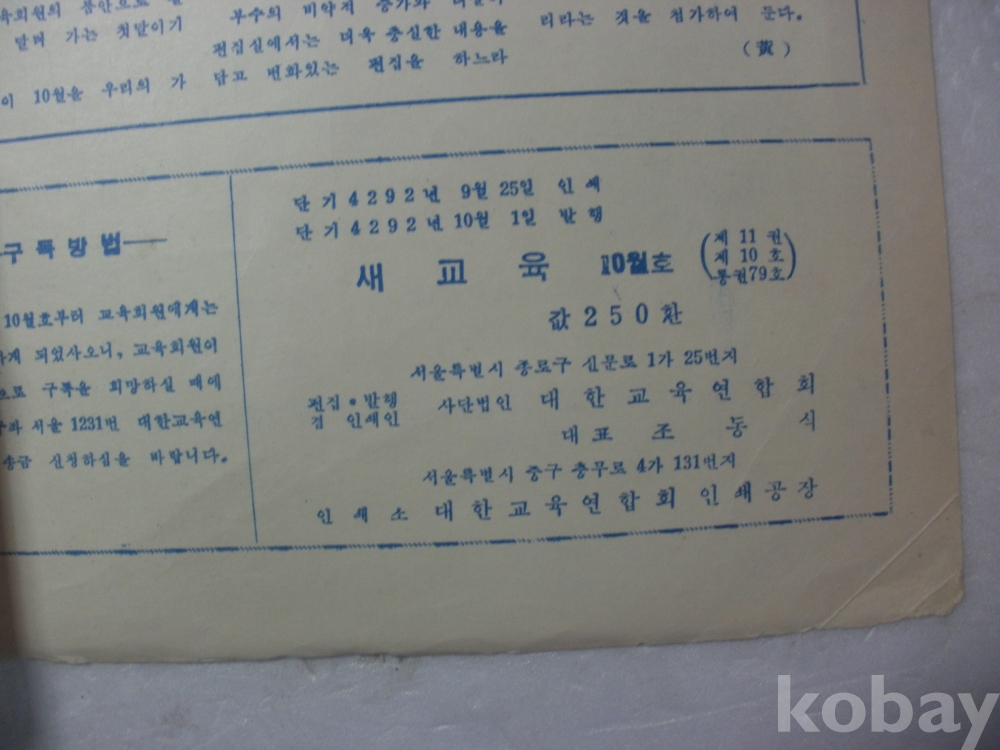 육회원의 품안으로
달려 가는 첫말이기
이 10월을 우리의 가
부수의 비약적 증가와
편집실에서는 더욱 충실한 내용을
담고 변화있는 편집을 하느라
리라는 것을 첨가하여 둔다.
(黃)
구독방법
10월호부터 교육회원에게는
하게 되었사오니, 교육회원이
으로 구독을 희망하실 때에
서울 1231번 대한교육연
송금 신청하심을 바랍니다.
단기 4292년 9월 25일 인쇄
단기 4292년 10월 1일 발행
새교육 10월호 (제 11 권
제 10 호
통권79호)
값 250환
서울특별시 종로구 신문로 1가 25번지
편집·발행
겸 인쇄인 사단법인 대한교육연합회
대표 조동식
서울특별시 중구 충무로 4가 131번지
인쇄소 대한교육연합회인쇄공장
kobay